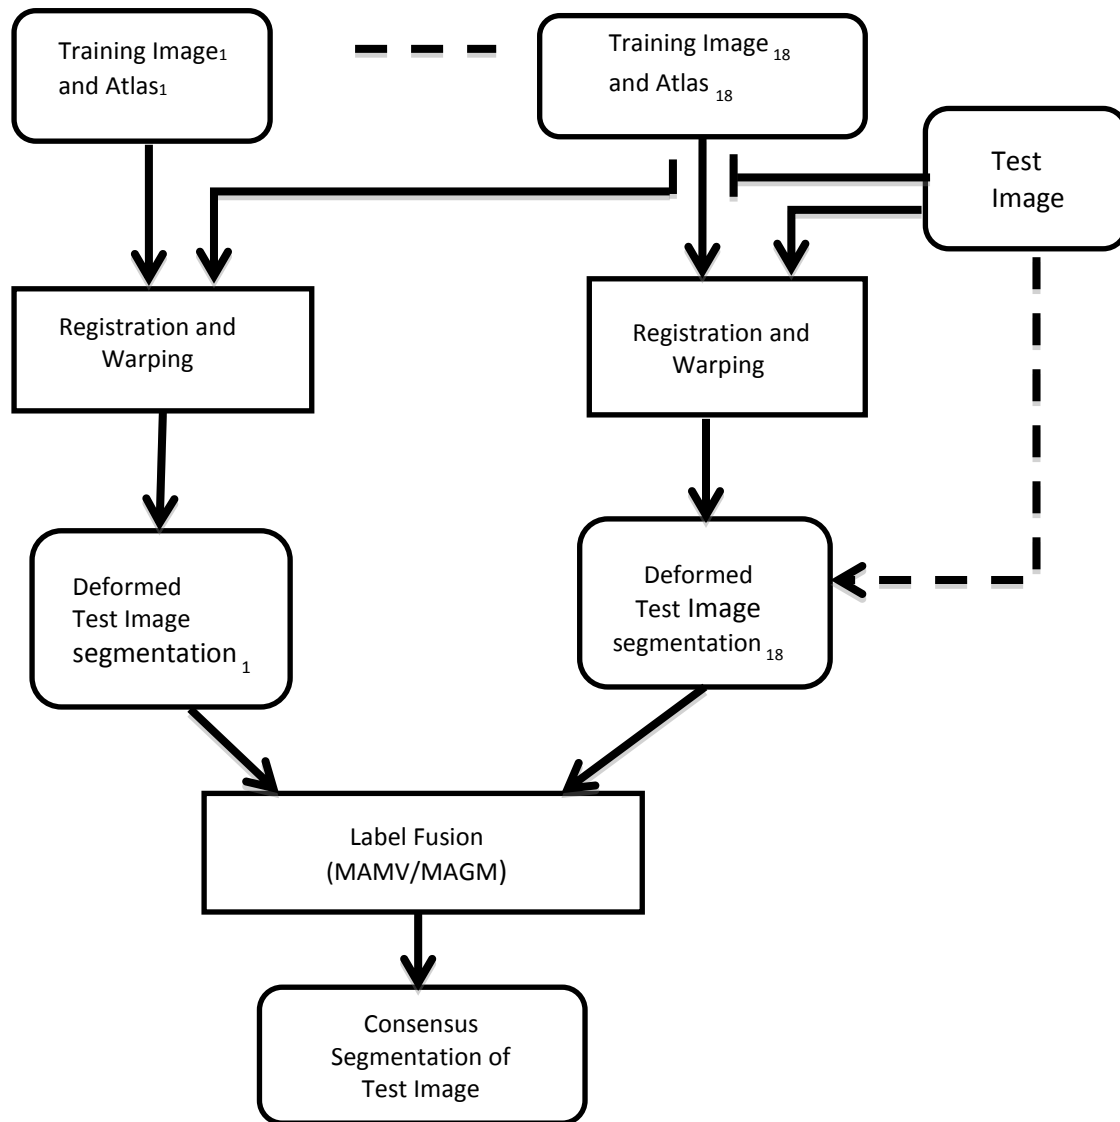 Training Image1
and Atlas1
Training Image 18
and Atlas 18
Test
Image
Registration and
Warping
Registration and
Warping
Deformed
Test Image
segmentation 1
Deformed
Test Image
segmentation 18
Label Fusion
(MAMV/MAGM)
Consensus
Segmentation of
Test Image